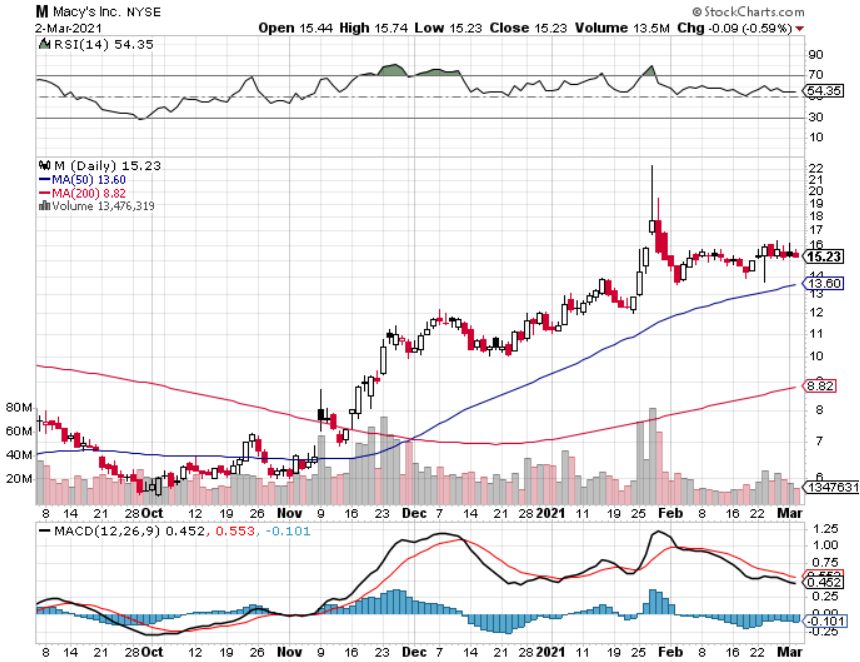 M Macy's Inc. NYSE
© StockCharts.com
2-Mar-2021
Open 15.44 High 15.74 Low 15.23 Close 15.23 Volume 13.5M Chg -0.09 (-0.59%)
RSI(14) 54.35
90
70
54.35
30
10
M (Daily) 15.23
MA(50) 13.60
MA(200) 8.82
Volume 13,476,319
22
21
20
19
18
17
16
15.23
14
13.60
13
12
11
10
8.82
8
7
6
80M
60M
40M
20M
1347631
8 14 21 28 Oct 12 19 26 Nov 9 16 23 Dec 7 14 21 28 2021 11 19 25 Feb 8 16 22 Mar
MACD(12,26,9) 0.452, 0.553, -0.101
1.25
1.00
0.75
0.553
0.452
0.25
0.00
-0.101
-0.25
8 14 21 28 Oct 12 19 26 Nov 9 16 23 Dec 7 14 21 28 2021 11 19 25 Feb 8 16 22 Mar